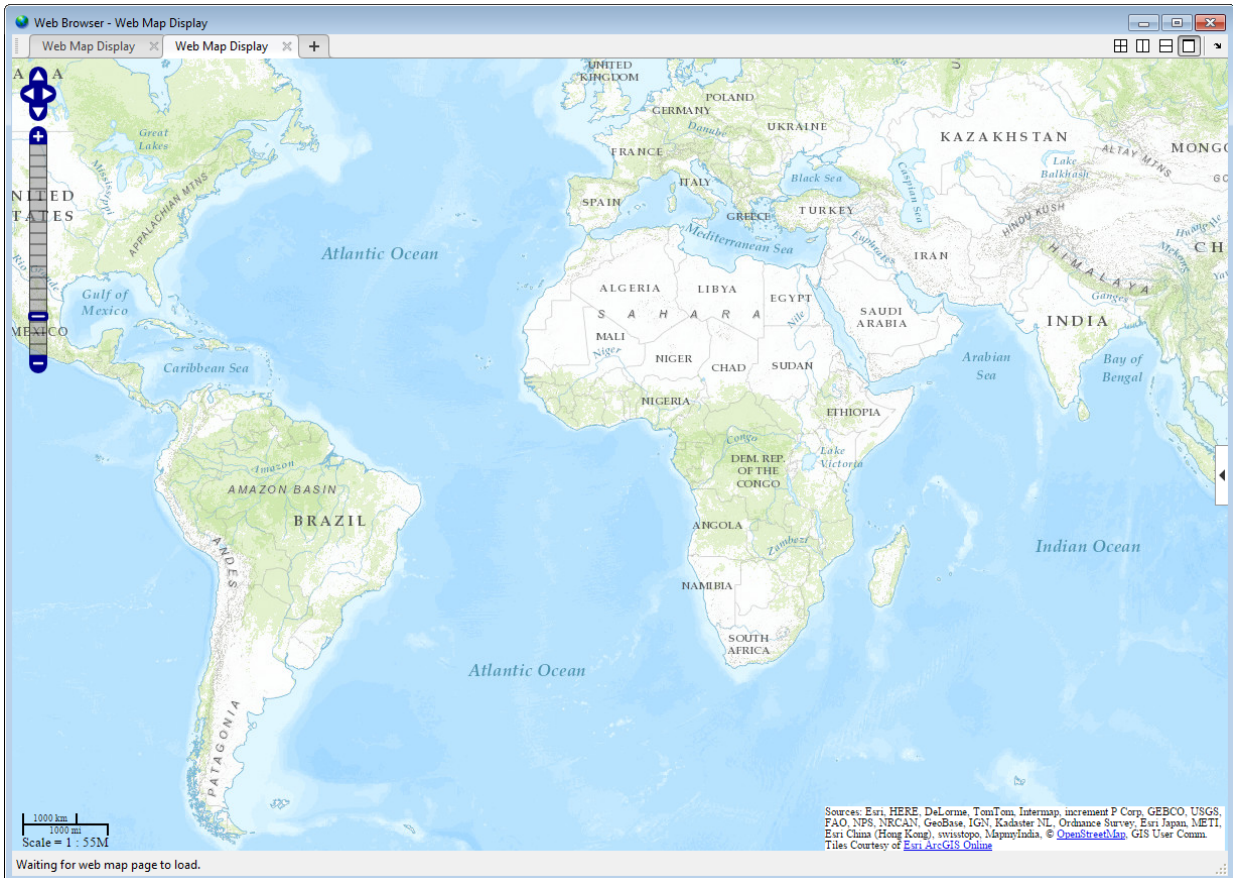 Web Browser - Web Map Display
Web Map Display
Web Map Display
UNITED
KINGDOM
POLAND
GERMANY
Danube
UKRAINE
FRANCE
KAZAKHSTAN
ALTAY MTNS
Great
Lakes
Mississippi
APPALACHIAN MTNS
NITED
TATES
ITALY
Black Sea
Caspian Sea
Lake
Balkhash
SPAIN
GREECE
TURKEY
HINDU KUSH
Atlantic Ocean
Mediterranean Sea
Euphrates
IRAN
HIMALAYA
Mekong
CH
Gulf of
Mexico
MEXICO
ALGERIA
LIBYA
EGYPT
SAHARA
Nile
SAUDI
ARABIA
Ganges
INDIA
MALI
Niger
NIGER
CHAD
SUDAN
Caribbean Sea
Arabian
Sea
Bay of
Bengal
NIGERIA
ETHIOPIA
Congo
DEM. REP.
OF THE
CONGO
Lake
Victoria
Amazon
AMAZON BASIN
BRAZIL
ANGOLA
Zambezi
Indian Ocean
ANDES
NAMIBIA
SOUTH
AFRICA
Atlantic Ocean
PATAGONIA
1000 km
1000 mi
Scale = 1 : 55M
Sources: Esri, HERE, DeLorme, TomTom, Intermap, increment P Corp, GEBCO, USGS,
FAO, NPS, NRCAN, GeoBase, IGN, Kadaster NL, Ordnance Survey, Esri Japan, METI,
Esri China (Hong Kong), swisstopo, MapmyIndia, © OpenStreetMap, GIS User Comm.
Tiles Courtesy of Esri ArcGIS Online
Waiting for web map page to load.